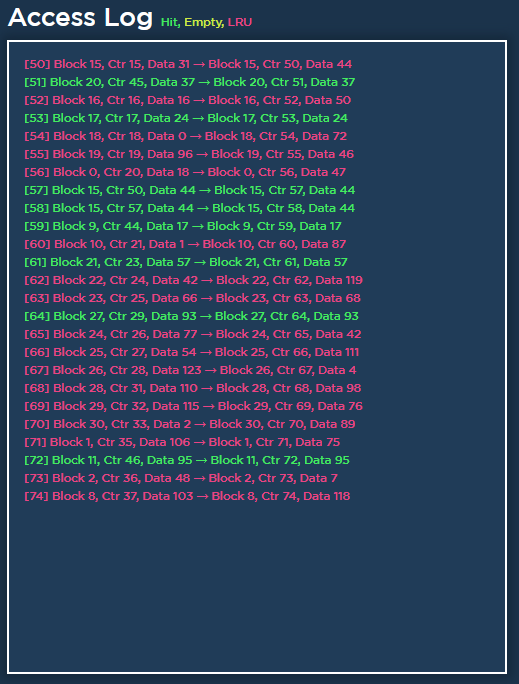 Access Log Hit, Empty, LRU
[50] Block 15, Ctr 15, Data 31 → Block 15, Ctr 50, Data 44
[51] Block 20, Ctr 45, Data 37 → Block 20, Ctr 51, Data 37
[52] Block 16, Ctr 16, Data 16 → Block 16, Ctr 52, Data 50
[53] Block 17, Ctr 17, Data 24 → Block 17, Ctr 53, Data 24
[54] Block 18, Ctr 18, Data 0 → Block 18, Ctr 54, Data 72
[55] Block 19, Ctr 19, Data 96 → Block 19, Ctr 55, Data 46
[56] Block 0, Ctr 20, Data 18 → Block 0, Ctr 56, Data 47
[57] Block 15, Ctr 50, Data 44 → Block 15, Ctr 57, Data 44
[58] Block 15, Ctr 57, Data 44 → Block 15, Ctr 58, Data 44
[59] Block 9, Ctr 44, Data 17 → Block 9, Ctr 59, Data 17
[60] Block 10, Ctr 21, Data 1 → Block 10, Ctr 60, Data 87
[61] Block 21, Ctr 23, Data 57 → Block 21, Ctr 61, Data 57
[62] Block 22, Ctr 24, Data 42 → Block 22, Ctr 62, Data 119
[63] Block 23, Ctr 25, Data 66 → Block 23, Ctr 63, Data 68
[64] Block 27, Ctr 29, Data 93 → Block 27, Ctr 64, Data 93
[65] Block 24, Ctr 26, Data 77 → Block 24, Ctr 65, Data 42
[66] Block 25, Ctr 27, Data 54 → Block 25, Ctr 66, Data 111
[67] Block 26, Ctr 28, Data 123 → Block 26, Ctr 67, Data 4
[68] Block 28, Ctr 31, Data 110 → Block 28, Ctr 68, Data 98
[69] Block 29, Ctr 32, Data 115 → Block 29, Ctr 69, Data 76
[70] Block 30, Ctr 33, Data 2 → Block 30, Ctr 70, Data 89
[71] Block 1, Ctr 35, Data 106 → Block 1, Ctr 71, Data 75
[72] Block 11, Ctr 46, Data 95 → Block 11, Ctr 72, Data 95
[73] Block 2, Ctr 36, Data 48 → Block 2, Ctr 73, Data 7
[74] Block 8, Ctr 37, Data 103 → Block 8, Ctr 74, Data 118